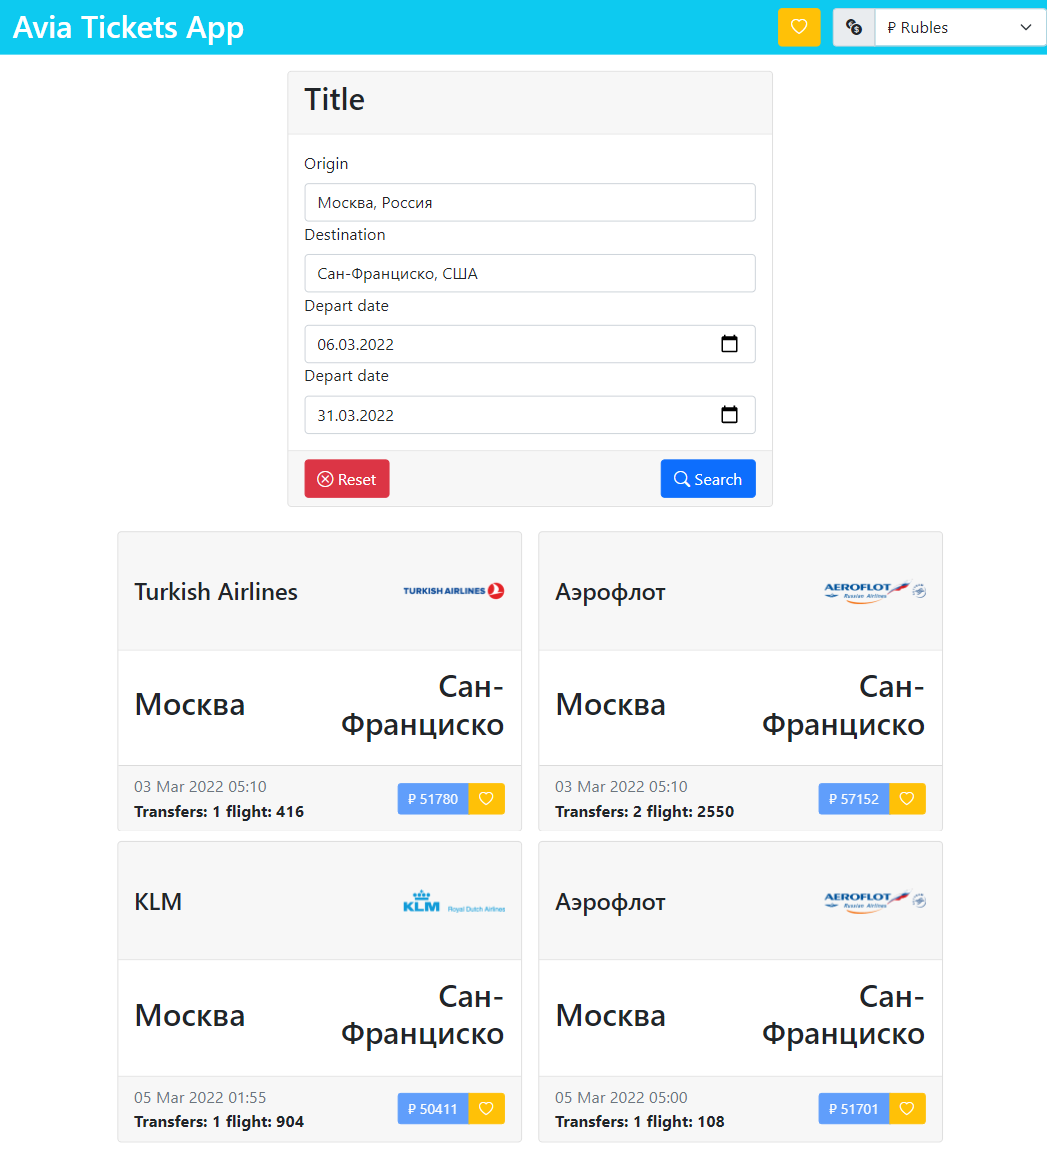 Avia Tickets App
₽ Rubles
Title
Origin
Москва, Россия
Destination
Сан-Франциско, США
Depart date
06.03.2022
Depart date
31.03.2022
Reset
Search
Turkish Airlines
TURKISH AIRLINES
Москва
Сан-
Франциско
03 Mar 2022 05:10
Transfers: 1 flight: 416
₽ 51780
Аэрофлот
AEROFLOT
Russian Airlines
Москва
Сан-
Франциско
03 Mar 2022 05:10
Transfers: 2 flight: 2550
₽ 57152
KLM
KLM
Royal Dutch Airlines
Москва
Сан-
Франциско
05 Mar 2022 01:55
Transfers: 1 flight: 904
₽ 50411
Аэрофлот
AEROFLOT
Russian Airlines
Москва
Сан-
Франциско
05 Mar 2022 05:00
Transfers: 1 flight: 108
₽ 51701